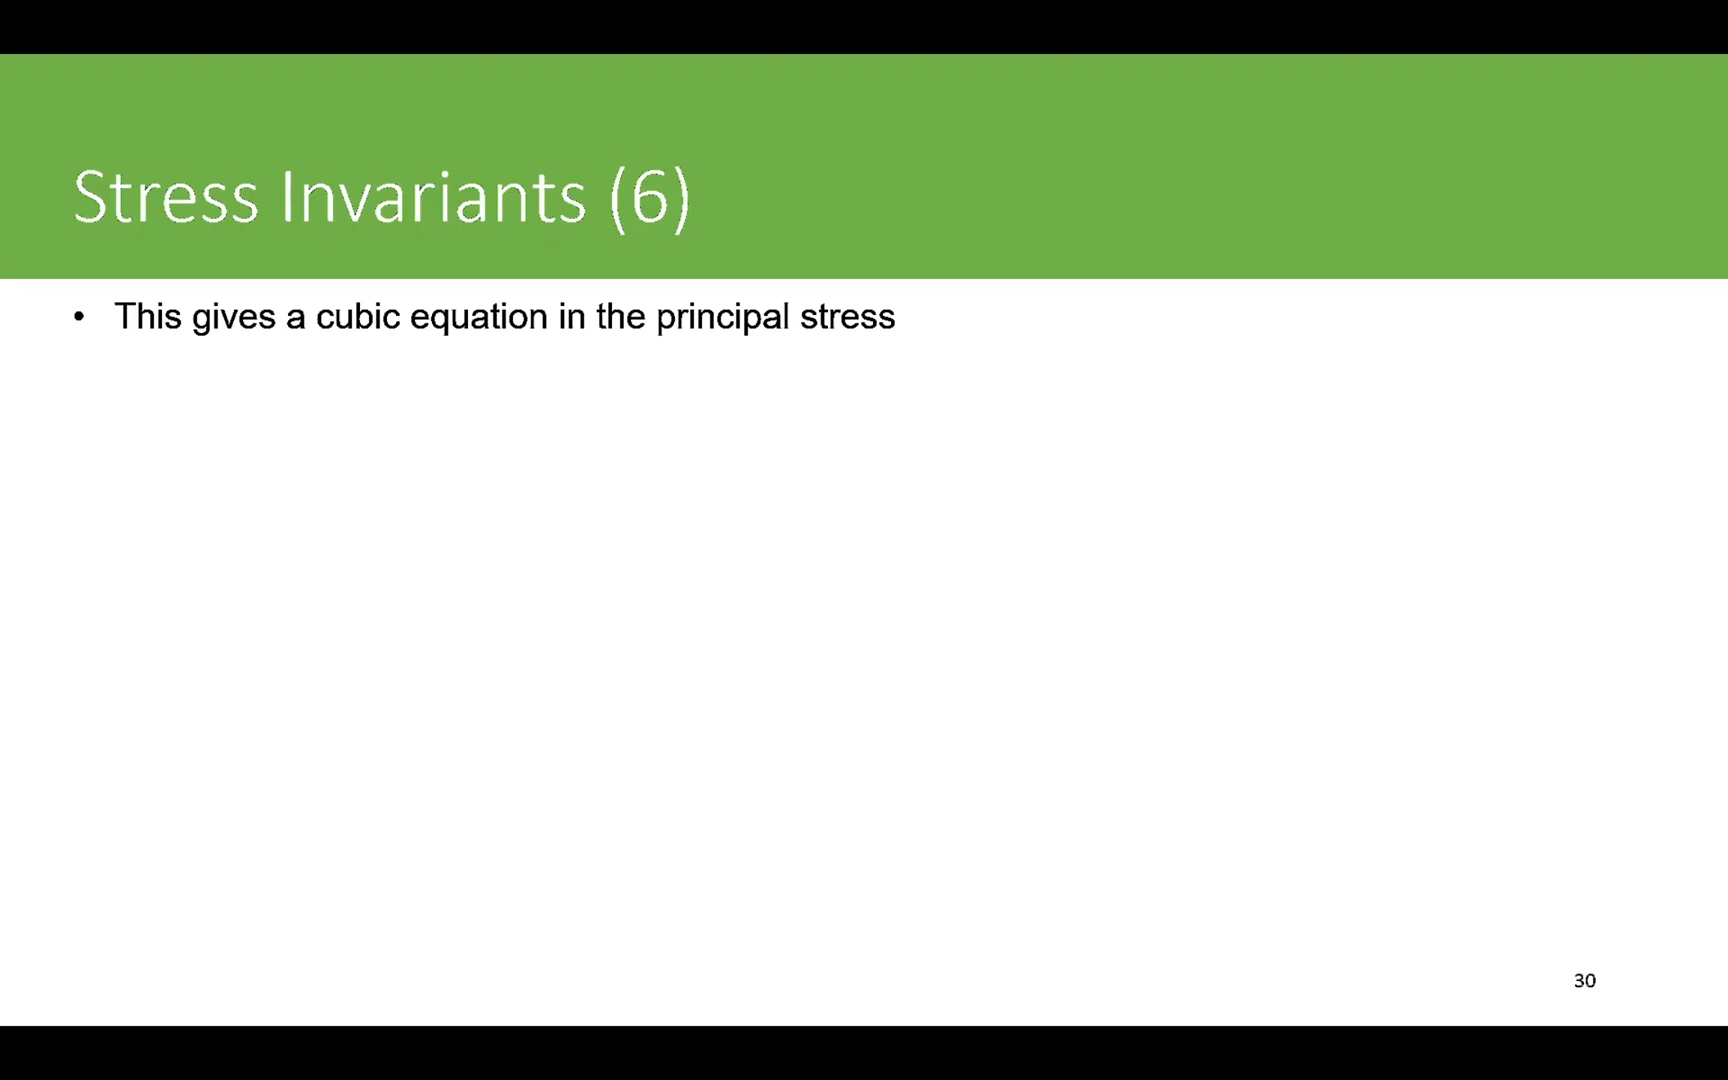 Stress Invariants (6)
• This gives a cubic equation in the principal stress
30